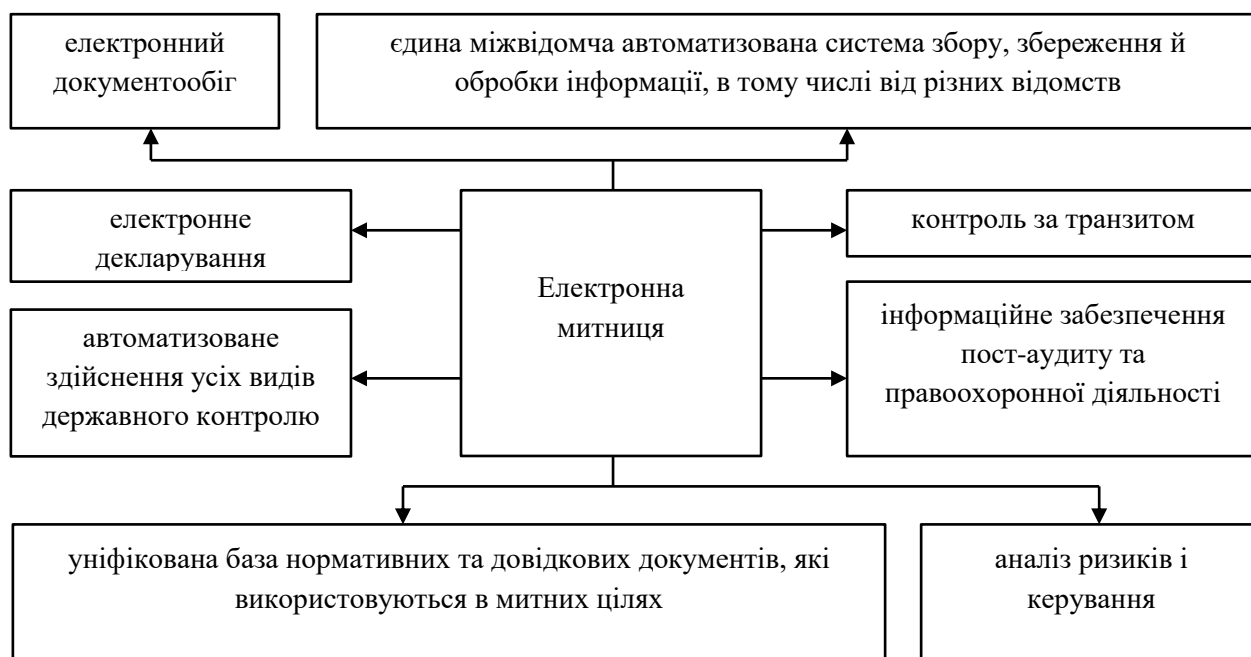 електронний
документообіг
єдина міжвідомча автоматизована система збору, збереження й
обробки інформації, в тому числі від різних відомств
електронне
декларування
контроль за транзитом
Електронна
митниця
автоматизоване
здійснення усіх видів
державного контролю
інформаційне забезпечення
пост-аудиту та
правоохоронної діяльності
уніфікована база нормативних та довідкових документів, які
використовуються в митних цілях
аналіз ризиків і
керування